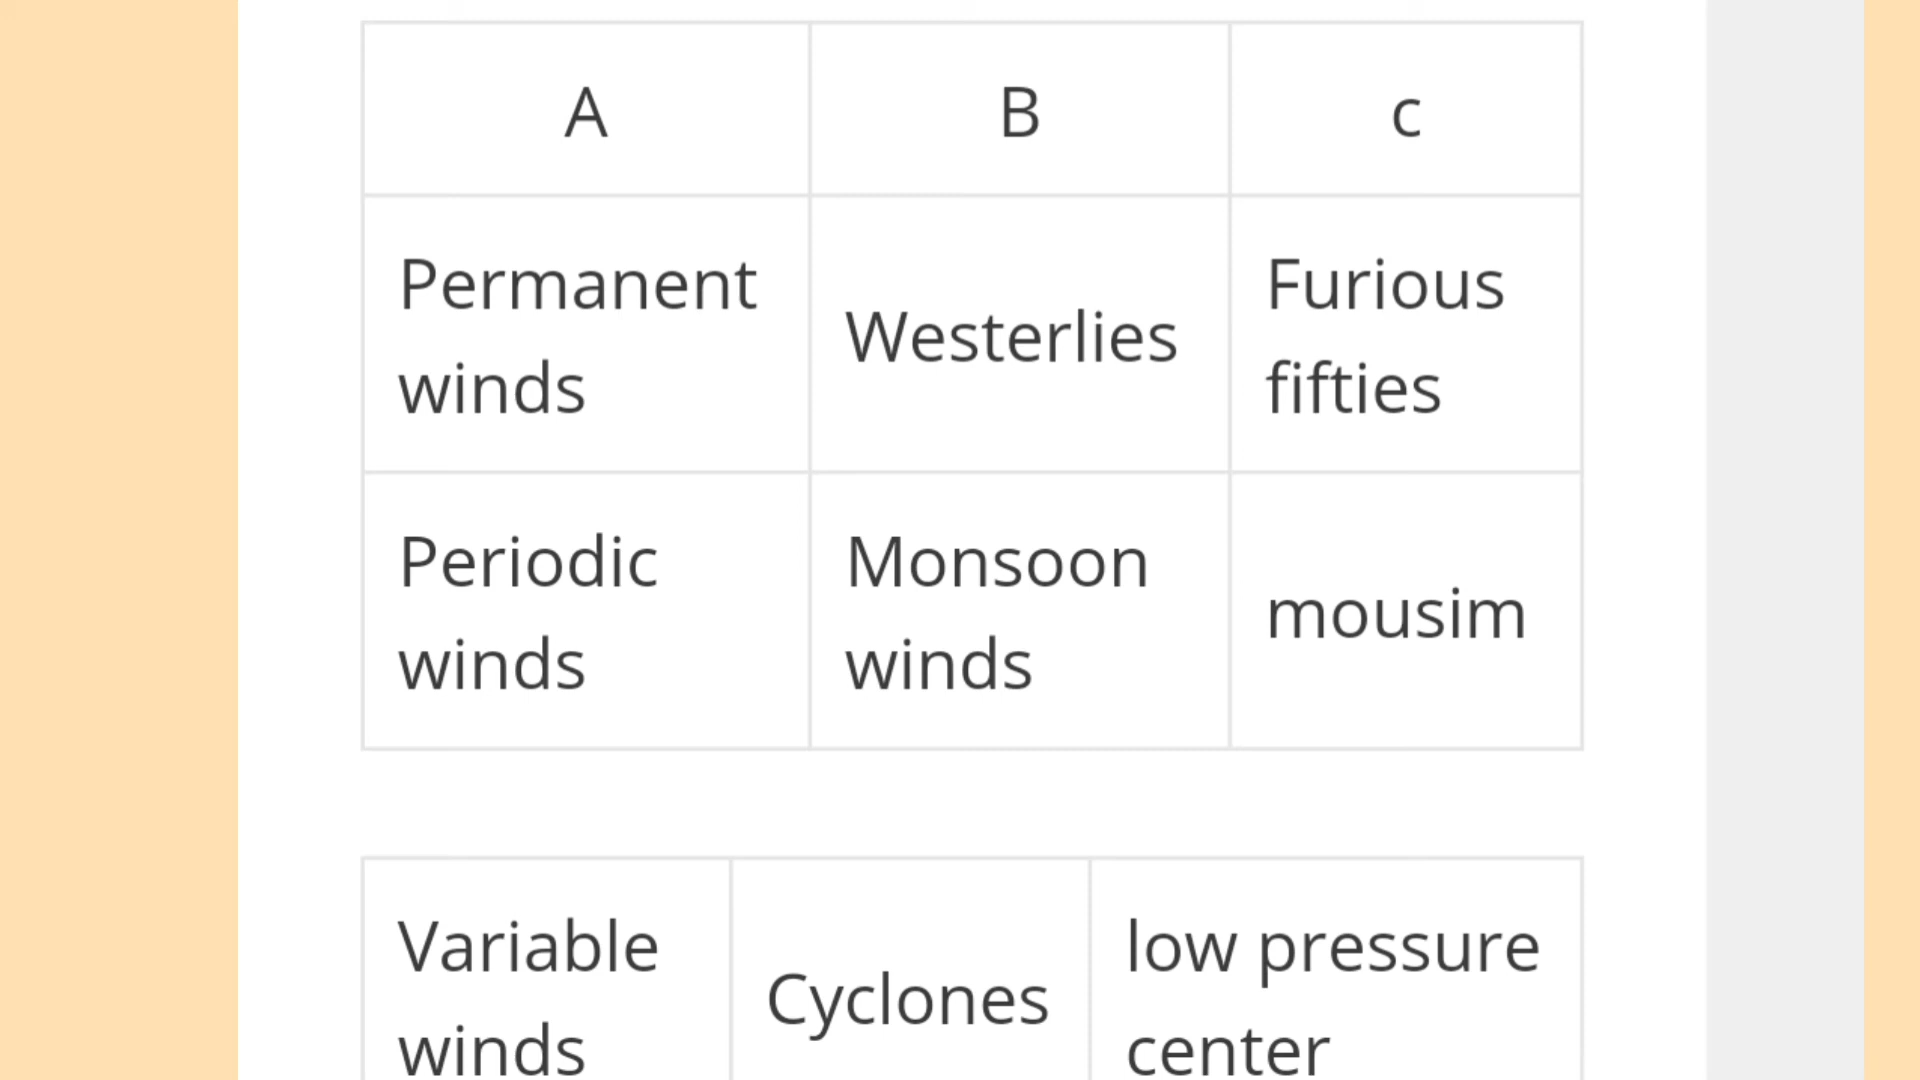 A B c
Permanent
winds
Westerlies
Furious
fifties
Periodic
winds
Monsoon
winds
mousim
Variable
winds
Cyclones
low pressure
center